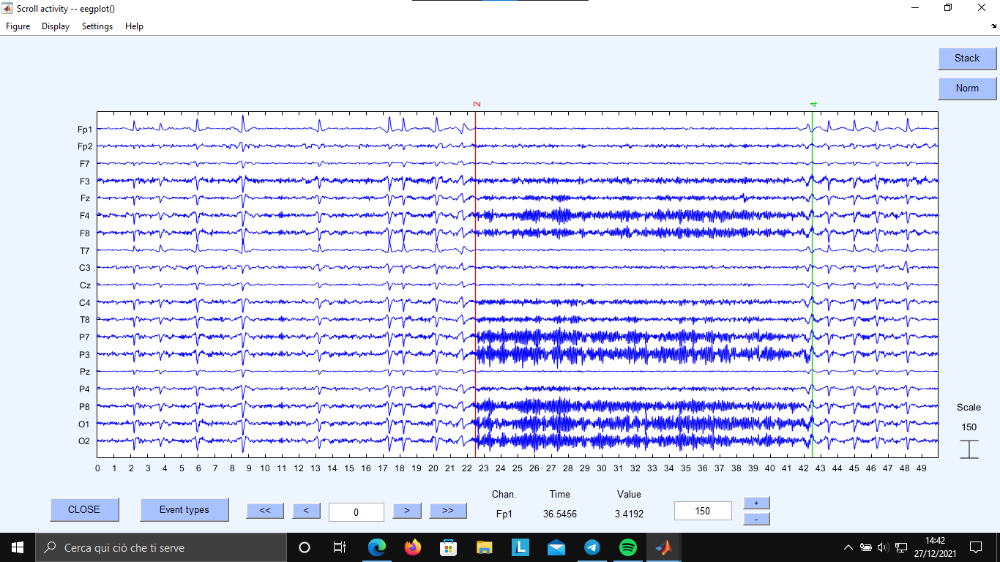 Scroll activity -- eegplot()
Figure Display Settings Help
Stack
Norm
2 4
Fp1
Fp2
F7
F3
Fz
F4
F8
T7
C3
Cz
C4
T8
P7
P3
Pz
P4
P8
O1
O2
Scale
150
0 1 2 3 4 5 6 7 8 9 10 11 12 13 14 15 16 17 18 19 20 21 22 23 24 25 26 27 28 29 30 31 32 33 34 35 36 37 38 39 40 41 42 43 44 45 46 47 48 49
Chan. Time Value
CLOSE Event types << < 0 > >> Fp1 36.5456 3.4192 150 + -
Cerca qui ciò che ti serve
L
14:42
27/12/2021